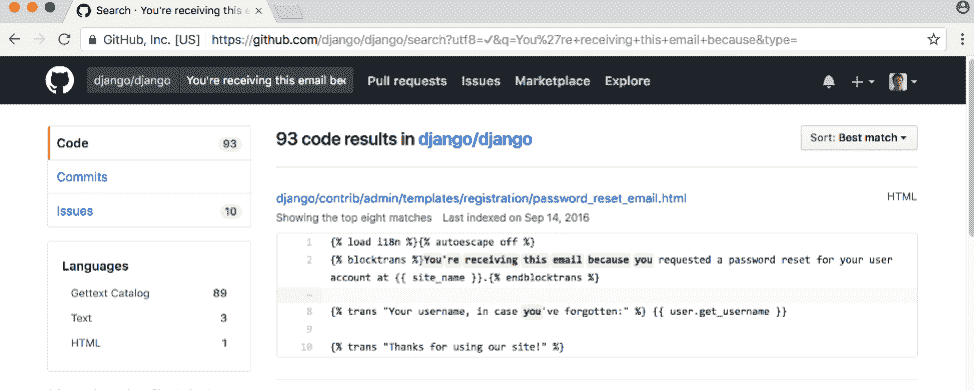 Search · You're receiving this e
GitHub, Inc. [US] https://github.com/django/django/search?utf8=✓&q=You%27re+receiving+this+email+because&type=
django/django You're receiving this email bec Pull requests Issues Marketplace Explore
Code 93
Commits
Issues 10
Languages
Gettext Catalog 89
Text 3
HTML 1
93 code results in django/django
Sort: Best match
django/contrib/admin/templates/registration/password_reset_email.html HTML
Showing the top eight matches Last indexed on Sep 14, 2016
1 {% load i18n %}{% autoescape off %}
2 {% blocktrans %}You're receiving this email because you requested a password reset for your user
account at {{ site_name }}.{% endblocktrans %}
…
8 {% trans "Your username, in case you've forgotten:" %} {{ user.get_username }}
9
10 {% trans "Thanks for using our site!" %}